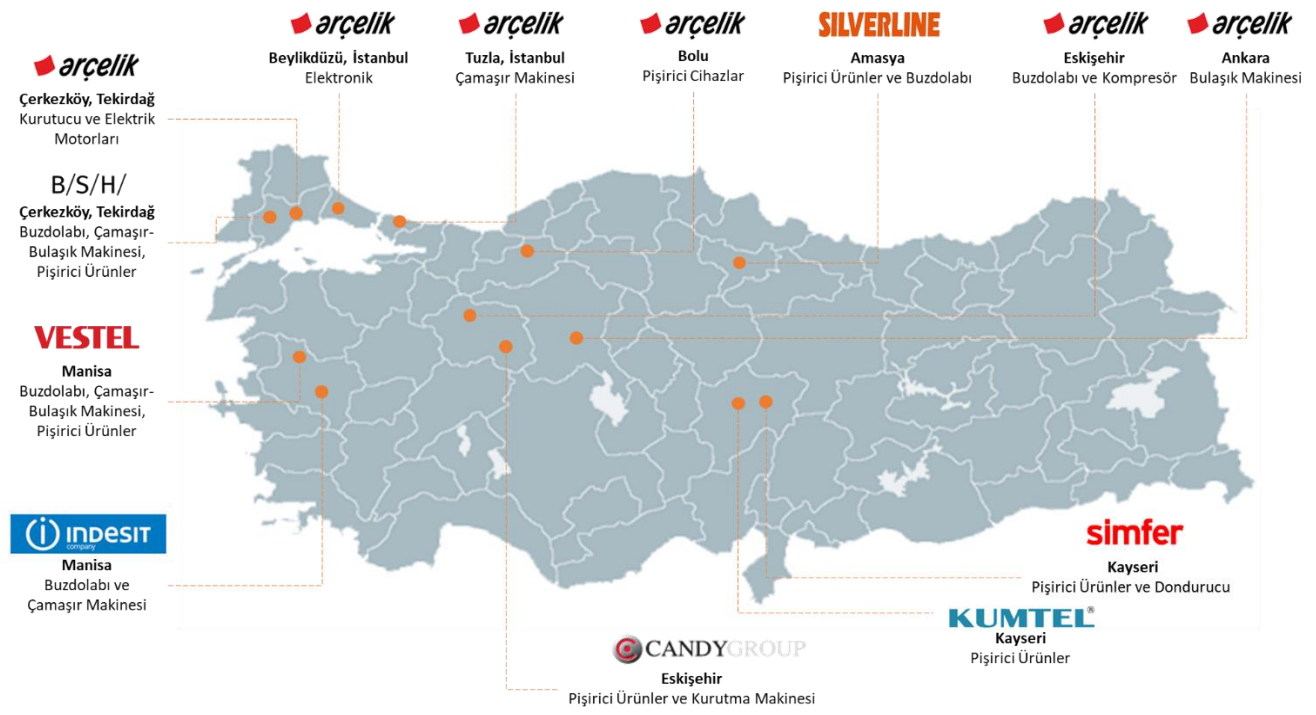 arçelik
Çerkezköy, Tekirdağ
Kurutucu ve Elektrik
Motorları
arçelik
Beylikdüzü, İstanbul
Elektronik
arçelik
Tuzla, İstanbul
Çamaşır Makinesi
arçelik
Bolu
Pişirici Cihazlar
SILVERLINE
Amasya
Pişirici Ürünler ve Buzdolabı
arçelik
Eskişehir
Buzdolabı ve Kompresör
arçelik
Ankara
Bulaşık Makinesi
B/S/H/
Çerkezköy, Tekirdağ
Buzdolabı, Çamaşır-
Bulaşık Makinesi,
Pişirici Ürünler
VESTEL
Manisa
Buzdolabı, Çamaşır-
Bulaşık Makinesi,
Pişirici Ürünler
INDESIT
company
Manisa
Buzdolabı ve
Çamaşır Makinesi
simfer
Kayseri
Pişirici Ürünler ve Dondurucu
KUMTEL®
Kayseri
Pişirici Ürünler
CANDYGROUP
Eskişehir
Pişirici Ürünler ve Kurutma Makinesi